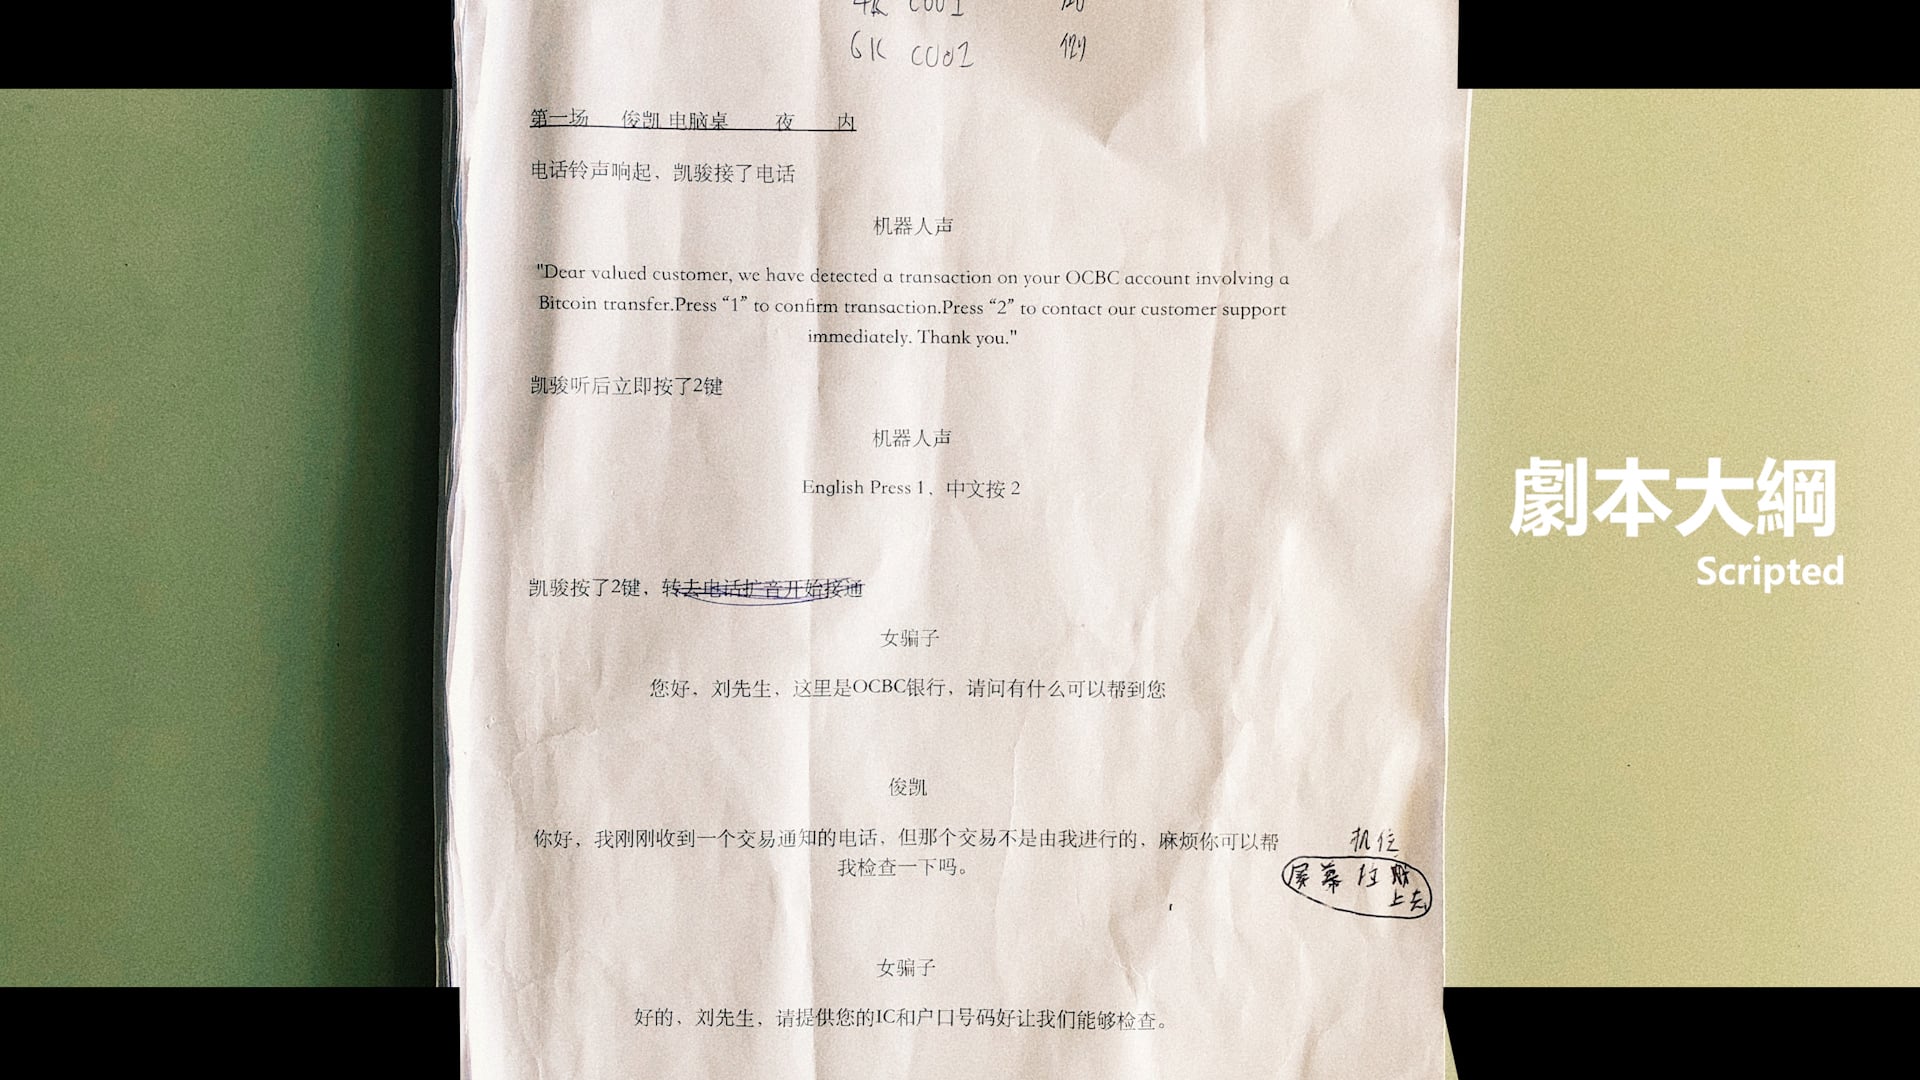 4K C001
6K C002 129
第一场 俊凯 电脑桌 夜 内
电话铃声响起，凯骏接了电话
机器人声
"Dear valued customer, we have detected a transaction on your OCBC account involving a
Bitcoin transfer.Press “1” to confirm transaction.Press “2” to contact our customer support
immediately. Thank you."
凯骏听后立即按了2键
机器人声
English Press 1，中文按 2
凯骏按了2键，转去电话扩音开始接通
女骗子
您好，刘先生，这里是OCBC银行，请问有什么可以帮到您
俊凯
你好，我刚刚收到一个交易通知的电话，但那个交易不是由我进行的，麻烦你可以帮
我检查一下吗。
机位
屏幕
上去
女骗子
好的，刘先生，请提供您的IC和户口号码好让我们能够检查。
劇本大綱
Scripted